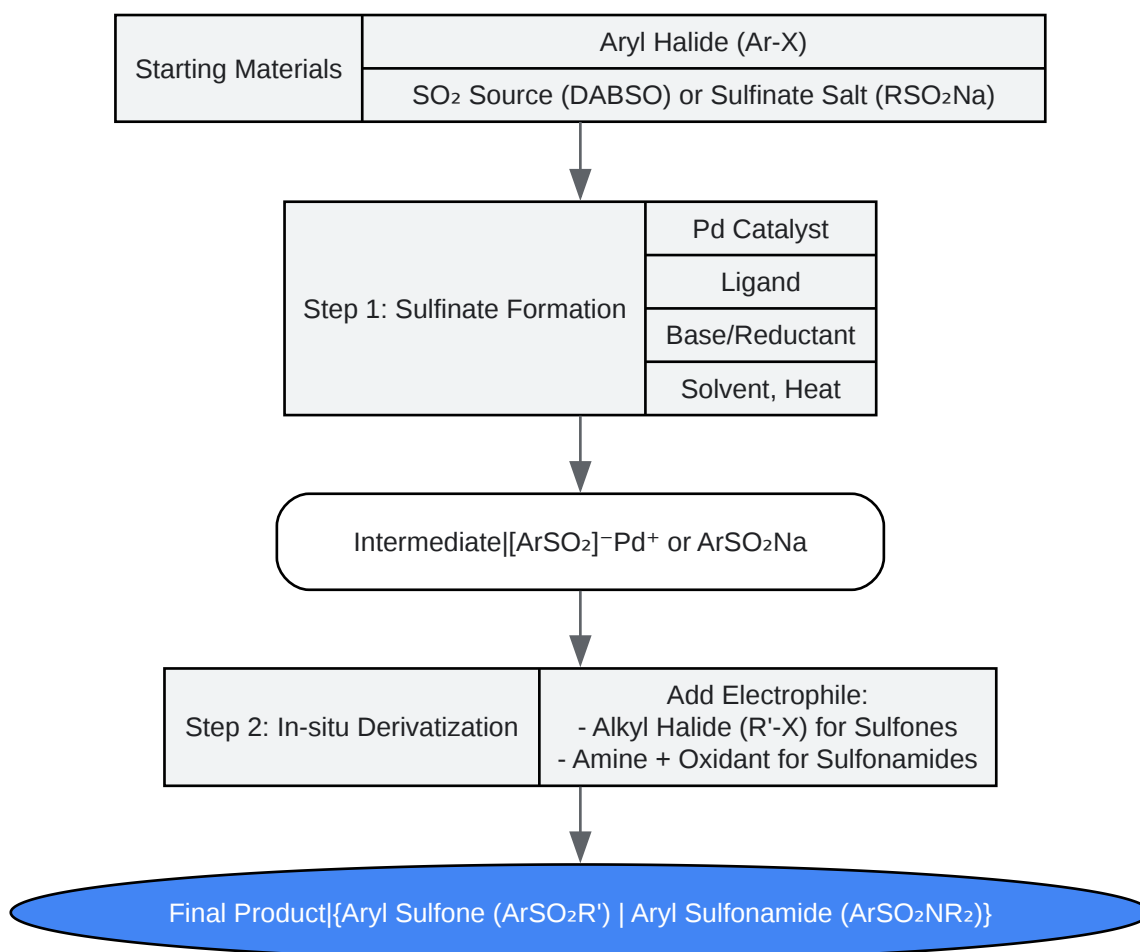 Starting Materials
Aryl Halide (Ar-X)
SO₂ Source (DABSO) or Sulfinate Salt (RSO₂Na)
Step 1: Sulfinate Formation
Pd Catalyst
Ligand
Base/Reductant
Solvent, Heat
Intermediate|[ArSO₂]⁻Pd⁺ or ArSO₂Na
Step 2: In-situ Derivatization
Add Electrophile:
- Alkyl Halide (R'-X) for Sulfones
- Amine + Oxidant for Sulfonamides
Final Product|{Aryl Sulfone (ArSO₂R') | Aryl Sulfonamide (ArSO₂NR₂)}